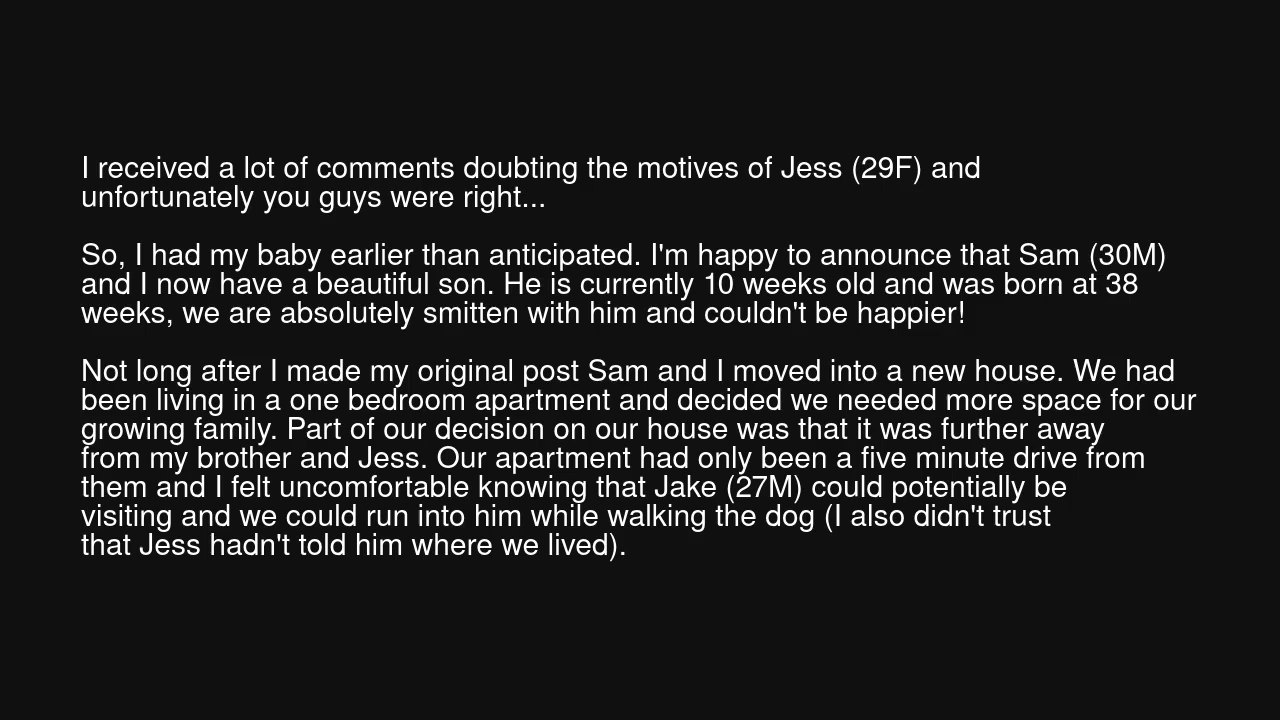 I received a lot of comments doubting the motives of Jess (29F) and
unfortunately you guys were right...
So, I had my baby earlier than anticipated. I'm happy to announce that Sam (30M)
and I now have a beautiful son. He is currently 10 weeks old and was born at 38
weeks, we are absolutely smitten with him and couldn't be happier!
Not long after I made my original post Sam and I moved into a new house. We had
been living in a one bedroom apartment and decided we needed more space for our
growing family. Part of our decision on our house was that it was further away
from my brother and Jess. Our apartment had only been a five minute drive from
them and I felt uncomfortable knowing that Jake (27M) could potentially be
visiting and we could run into him while walking the dog (I also didn't trust
that Jess hadn't told him where we lived).